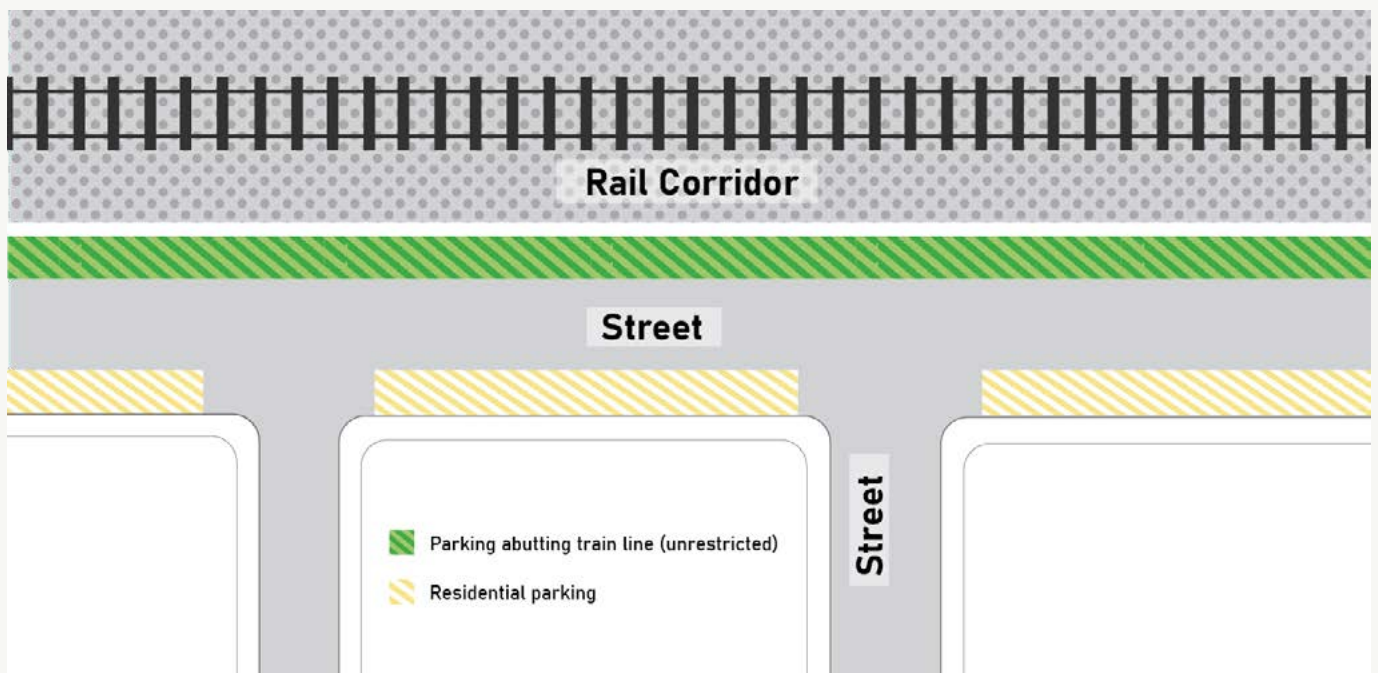 Rail Corridor
Street
Street
Parking abutting train line (unrestricted)
Residential parking